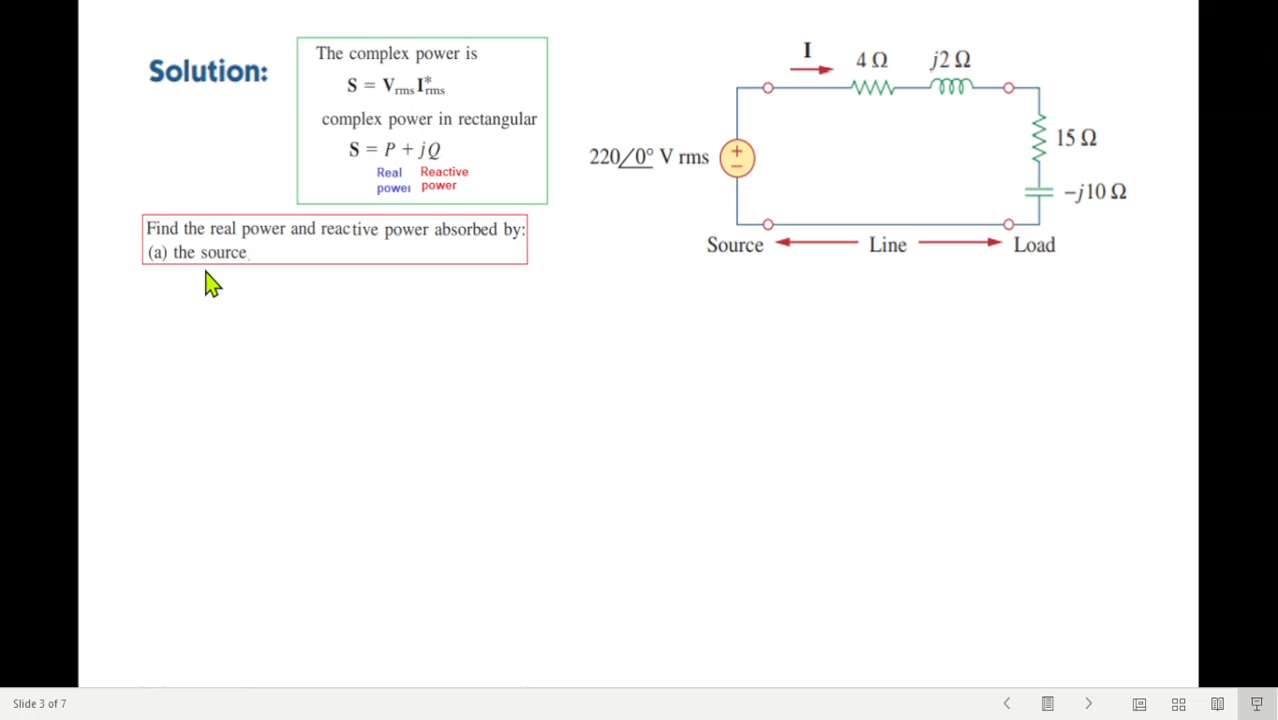 Solution:
The complex power is
S = VrmsI*rms
complex power in rectangular
S = P + jQ
Real Reactive
power power
Find the real power and reactive power absorbed by:
(a) the source
I
4 Ω
j2 Ω
15 Ω
220∠0° V rms
+
−
−j10 Ω
Source Line Load
Slide 3 of 7